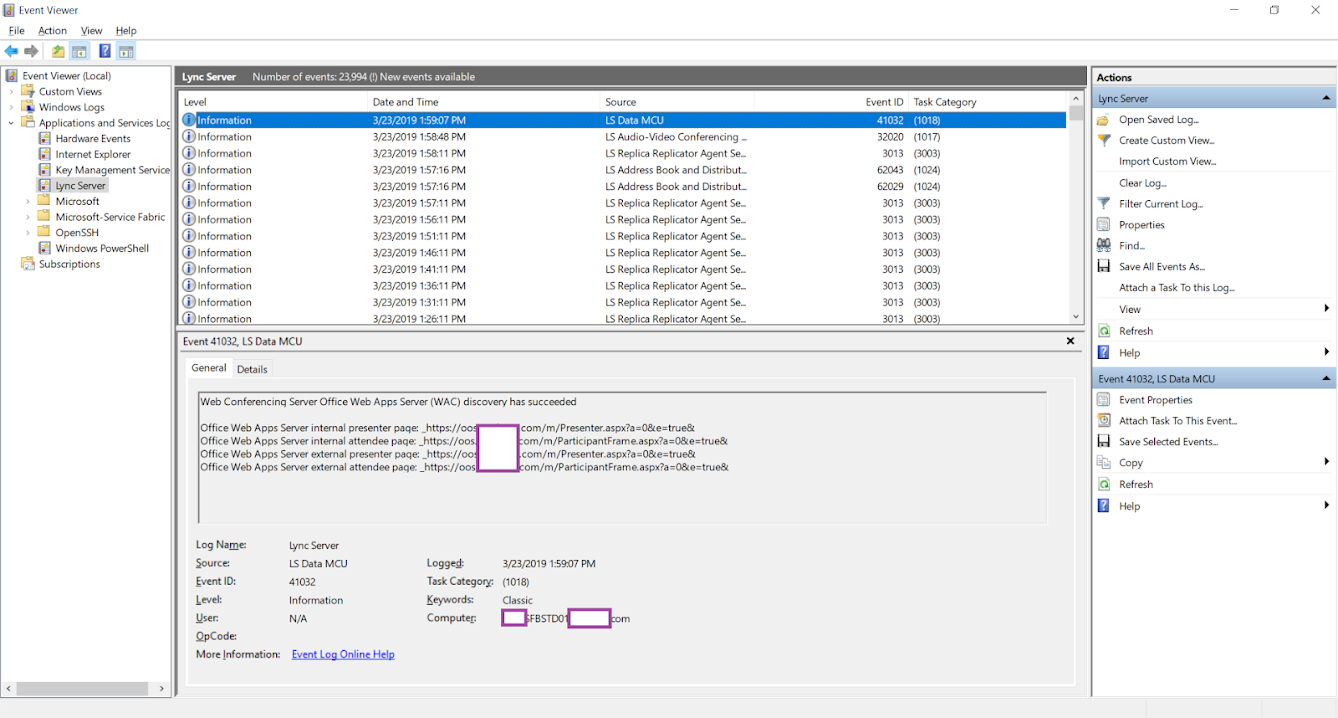 Event Viewer
File Action View Help
Event Viewer (Local)
Custom Views
Windows Logs
Applications and Services Log
Hardware Events
Internet Explorer
Key Management Service
Lync Server
Microsoft
Microsoft-Service Fabric
OpenSSH
Windows PowerShell
Subscriptions
Lync Server Number of events: 23,994 (!) New events available
Level Date and Time Source Event ID Task Category
Information 3/23/2019 1:59:07 PM LS Data MCU 41032 (1018)
Information 3/23/2019 1:58:48 PM LS Audio-Video Conferencing ... 32020 (1017)
Information 3/23/2019 1:58:11 PM LS Replica Replicator Agent Se... 3013 (3003)
Information 3/23/2019 1:57:16 PM LS Address Book and Distribut... 62043 (1024)
Information 3/23/2019 1:57:16 PM LS Address Book and Distribut... 62029 (1024)
Information 3/23/2019 1:57:11 PM LS Replica Replicator Agent Se... 3013 (3003)
Information 3/23/2019 1:56:11 PM LS Replica Replicator Agent Se... 3013 (3003)
Information 3/23/2019 1:51:11 PM LS Replica Replicator Agent Se... 3013 (3003)
Information 3/23/2019 1:46:11 PM LS Replica Replicator Agent Se... 3013 (3003)
Information 3/23/2019 1:41:11 PM LS Replica Replicator Agent Se... 3013 (3003)
Information 3/23/2019 1:36:11 PM LS Replica Replicator Agent Se... 3013 (3003)
Information 3/23/2019 1:31:11 PM LS Replica Replicator Agent Se... 3013 (3003)
Information 3/23/2019 1:26:11 PM LS Replica Replicator Agent Se... 3013 (3003)
Event 41032, LS Data MCU
General Details
Web Conferencing Server Office Web Apps Server (WAC) discovery has succeeded
Office Web Apps Server internal presenter page: _https://oos. .com/m/Presenter.aspx?a=0&e=true&
Office Web Apps Server internal attendee page: _https://oos. com/m/ParticipantFrame.aspx?a=0&e=true&
Office Web Apps Server external presenter page: _https://oos .com/m/Presenter.aspx?a=0&e=true&
Office Web Apps Server external attendee page: _https://oos. com/m/ParticipantFrame.aspx?a=0&e=true&
Log Name: Lync Server
Source: LS Data MCU Logged: 3/23/2019 1:59:07 PM
Event ID: 41032 Task Category: (1018)
Level: Information Keywords: Classic
User: N/A Computer: SFBSTD01 com
OpCode:
More Information: Event Log Online Help
Actions
Lync Server
Open Saved Log...
Create Custom View...
Import Custom View...
Clear Log...
Filter Current Log...
Properties
Find...
Save All Events As...
Attach a Task To this Log...
View
Refresh
Help
Event 41032, LS Data MCU
Event Properties
Attach Task To This Event...
Save Selected Events...
Copy
Refresh
Help